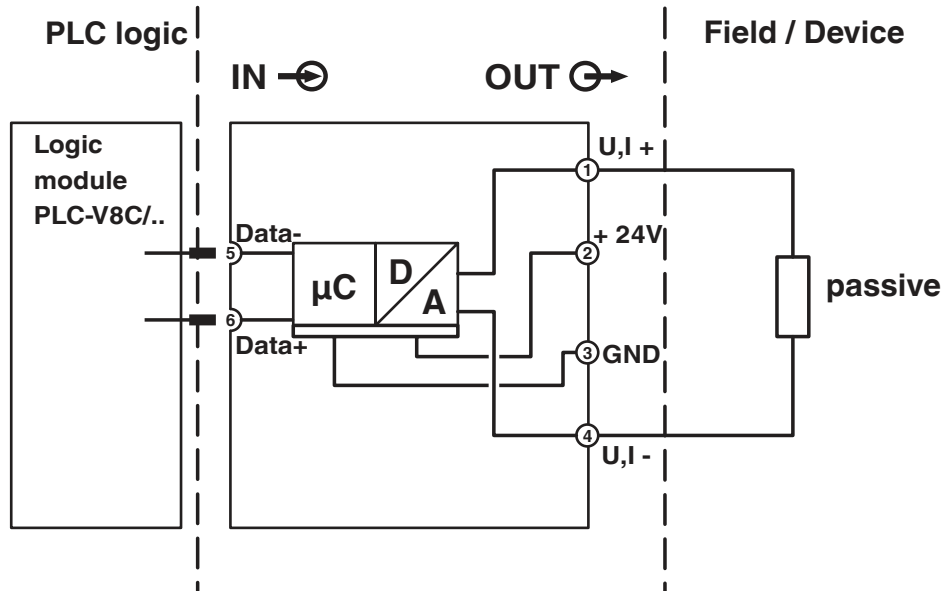 PLC logic
Field / Device
IN
OUT
Logic
module
PLC-V8C/..
U,I +
1
Data-
5
+ 24V
2
µC
D
A
passive
6
Data+
3
GND
4
U,I -